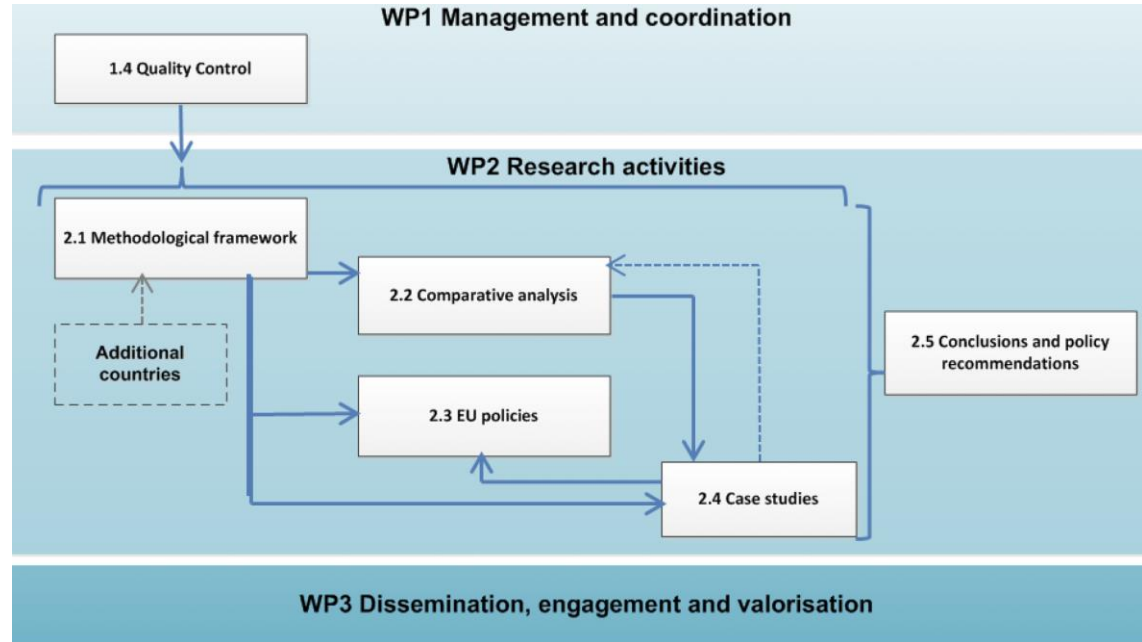 WP1 Management and coordination
1.4 Quality Control
WP2 Research activities
2.1 Methodological framework
2.2 Comparative analysis
Additional
countries
2.5 Conclusions and policy
recommendations
2.3 EU policies
2.4 Case studies
WP3 Dissemination, engagement and valorisation